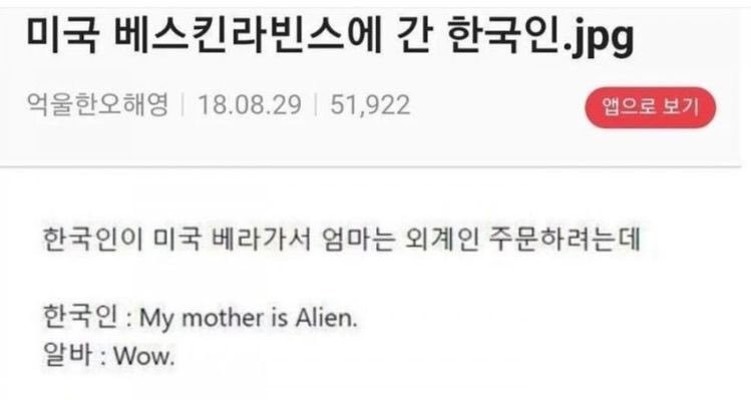 미국 베스킨라빈스에 간 한국인.jpg
억울한오해영 | 18.08.29 | 51,922
앱으로 보기
한국인이 미국 베라가서 엄마는 외계인 주문하려는데
한국인 : My mother is Alien.
알바 : Wow.